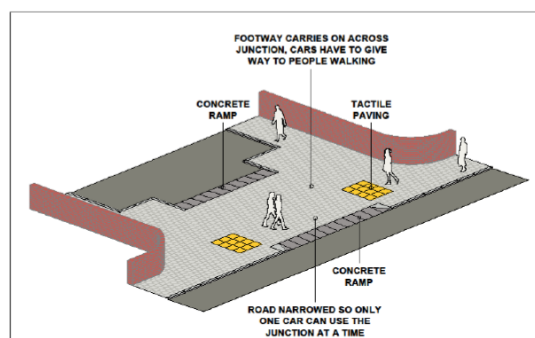 FOOTWAY CARRIES ON ACROSS
JUNCTION, CARS HAVE TO GIVE
WAY TO PEOPLE WALKING
CONCRETE
RAMP
TACTILE
PAVING
CONCRETE
RAMP
ROAD NARROWED SO ONLY
ONE CAR CAN USE THE
JUNCTION AT A TIME